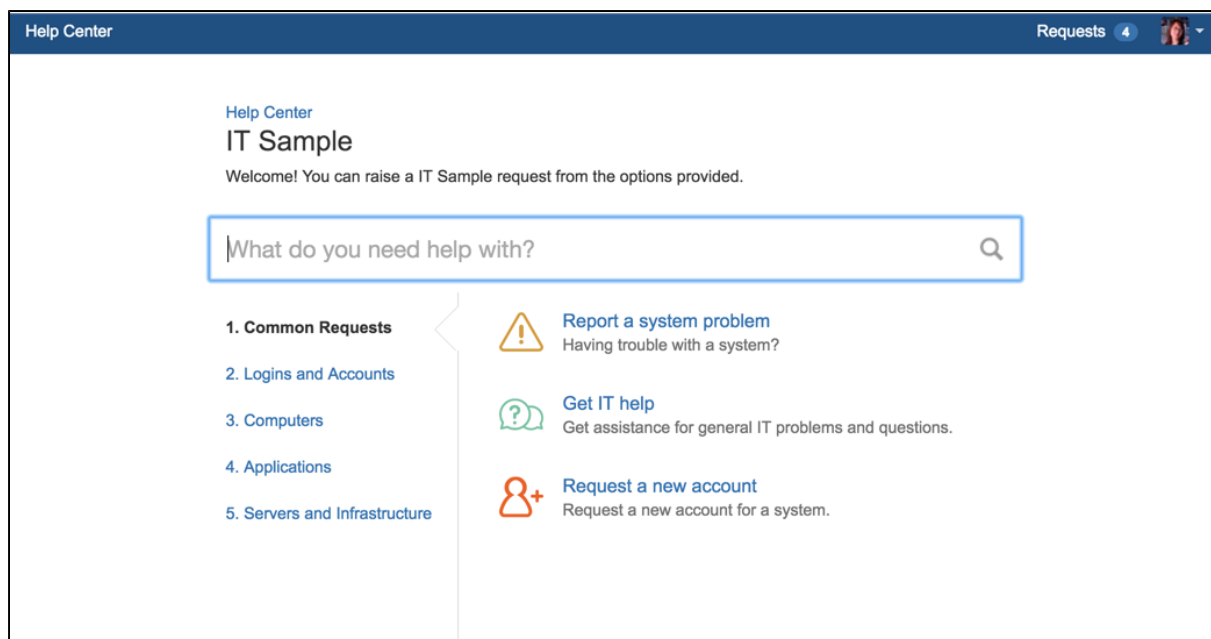 Help Center
Requests 4
Help Center
IT Sample
Welcome! You can raise a IT Sample request from the options provided.
What do you need help with?
1. Common Requests
2. Logins and Accounts
3. Computers
4. Applications
5. Servers and Infrastructure
Report a system problem
Having trouble with a system?
Get IT help
Get assistance for general IT problems and questions.
Request a new account
Request a new account for a system.